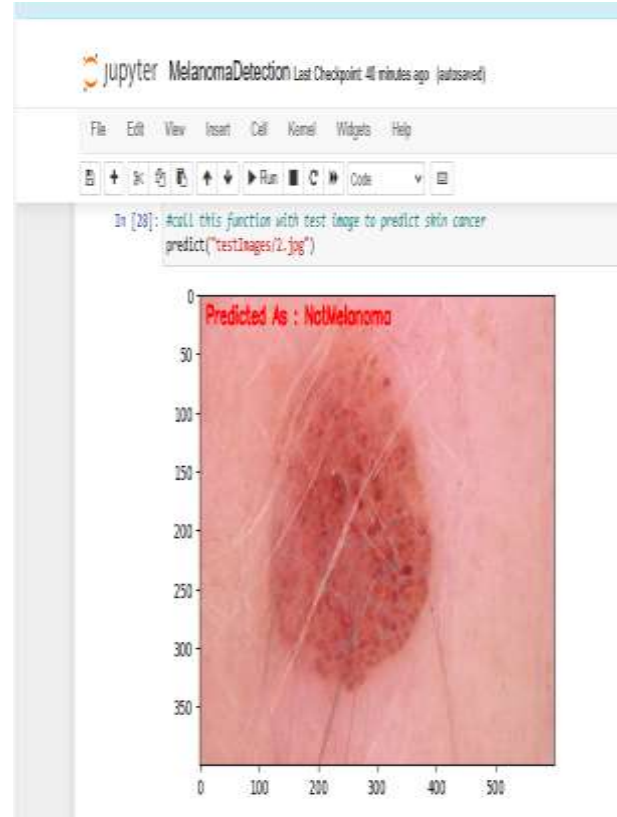 jupyter MelanomaDetection Last Checkpoint: 40 minutes ago (autosaved)
File Edit View Insert Cell Kernel Widgets Help
Run Code
In [28]: #call this function with test image to predict skin cancer
predict("testImages/2.jpg")
Predicted As : NotMelanoma
0
50
100
150
200
250
300
350
0 100 200 300 400 500